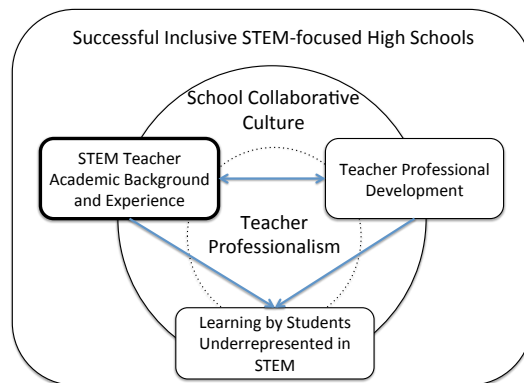 Successful Inclusive STEM-focused High Schools
School Collaborative
Culture
STEM Teacher
Academic Background
and Experience
Teacher Professional
Development
Teacher
Professionalism
Learning by Students
Underrepresented in
STEM